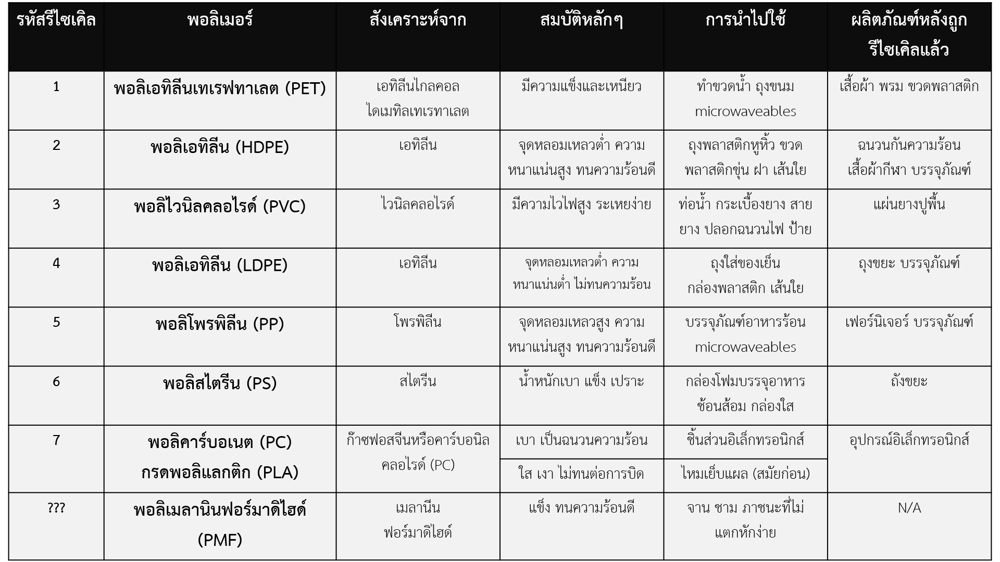 รหัสรีไซเคิล
พอลิเมอร์
สังเคราะห์จาก
สมบัติหลักๆ
การนำไปใช้
ผลิตภัณฑ์หลังถูก
รีไซเคิลแล้ว
1
พอลิเอทิลีนเทเรฟทาเลต (PET)
เอทิลีนไกลคอล
ไดเมทิลเทเรทาเลต
มีความแข็งและเหนียว
ทำขวดน้ำ ถุงขนม
microwaveables
เสื้อผ้า พรม ขวดพลาสติก
2
พอลิเอทิลีน (HDPE)
เอทิลีน
จุดหลอมเหลวต่ำ ความ
หนาแน่นสูง ทนความร้อนดี
ถุงพลาสติกหูหิ้ว ขวด
พลาสติกขุ่น ฝา เส้นใย
ฉนวนกันความร้อน
เสื้อผ้ากีฬา บรรจุภัณฑ์
3
พอลิไวนิลคลอไรด์ (PVC)
ไวนิลคลอไรด์
มีความไวไฟสูง ระเหยง่าย
ท่อน้ำ กระเบื้องยาง สาย
ยาง ปลอกฉนวนไฟ ป้าย
แผ่นยางปูพื้น
4
พอลิเอทิลีน (LDPE)
เอทิลีน
จุดหลอมเหลวต่ำ ความ
หนาแน่นต่ำ ไม่ทนความร้อน
ถุงใส่ของเย็น
กล่องพลาสติก เส้นใย
ถุงขยะ บรรจุภัณฑ์
5
พอลิโพรพิลีน (PP)
โพรพิลีน
จุดหลอมเหลวสูง ความ
หนาแน่นสูง ทนความร้อนดี
บรรจุภัณฑ์อาหารร้อน
microwaveables
เฟอร์นิเจอร์ บรรจุภัณฑ์
6
พอลิสไตรีน (PS)
สไตรีน
น้ำหนักเบา แข็ง เปราะ
กล่องโฟมบรรจุอาหาร
ช้อนส้อม กล่องใส
ถังขยะ
7
พอลิคาร์บอเนต (PC)
กรดพอลิแลกติก (PLA)
ก๊าซฟอสจีนหรือคาร์บอนิล
คลอไรด์ (PC)
เบา เป็นฉนวนความร้อน
ชิ้นส่วนอิเล็กทรอนิกส์
ใส เงา ไม่ทนต่อการบิด
ไหมเย็บแผล (สมัยก่อน)
อุปกรณ์อิเล็กทรอนิกส์
???
พอลิเมลานินฟอร์มาดิไฮด์
(PMF)
เมลานีน
ฟอร์มาดิไฮด์
แข็ง ทนความร้อนดี
จาน ชาม ภาชนะที่ไม่
แตกหักง่าย
N/A